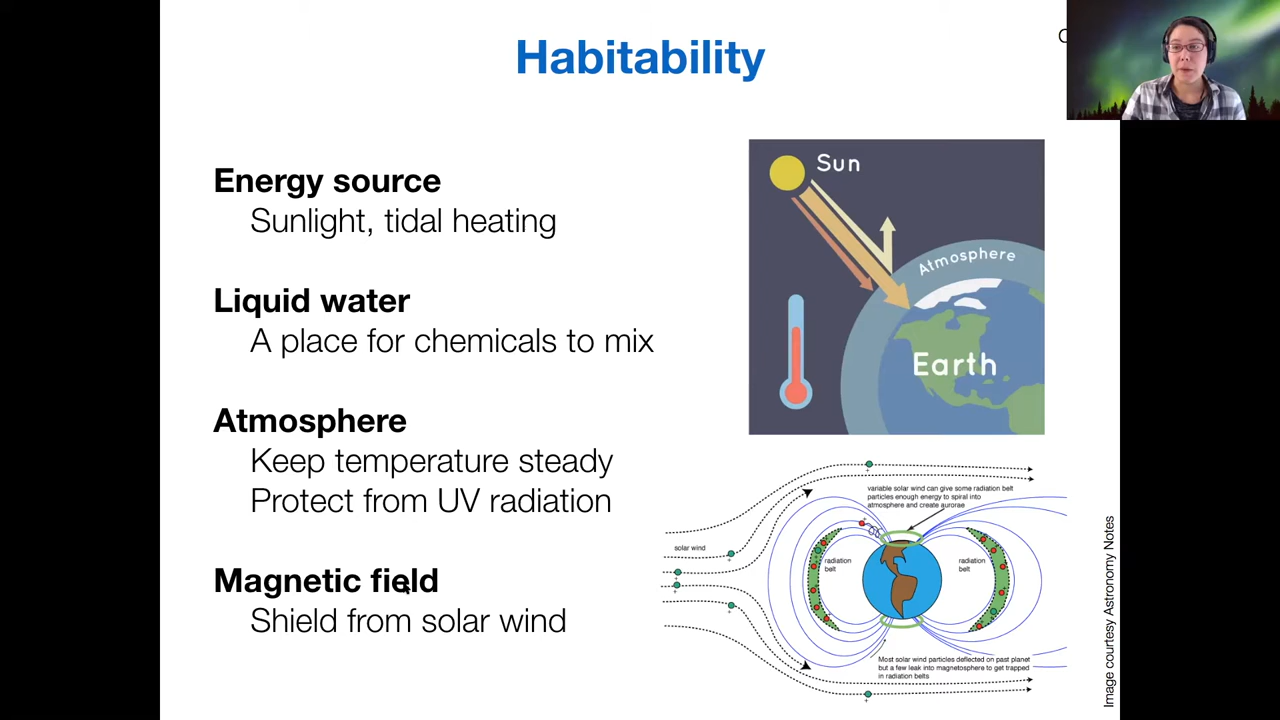 Habitability
Energy source
Sunlight, tidal heating
Liquid water
A place for chemicals to mix
Atmosphere
Keep temperature steady
Protect from UV radiation
Magnetic field
Shield from solar wind
Sun
Atmosphere
Earth
variable solar wind can give some radiation belt
particles enough energy to spiral into
atmosphere and create aurorae
solar wind
radiation
belt
radiation
belt
Most solar wind particles deflected on past planet
but a few leak into magnetosphere to get trapped
in radiation belts
Image courtesy Astronomy Notes